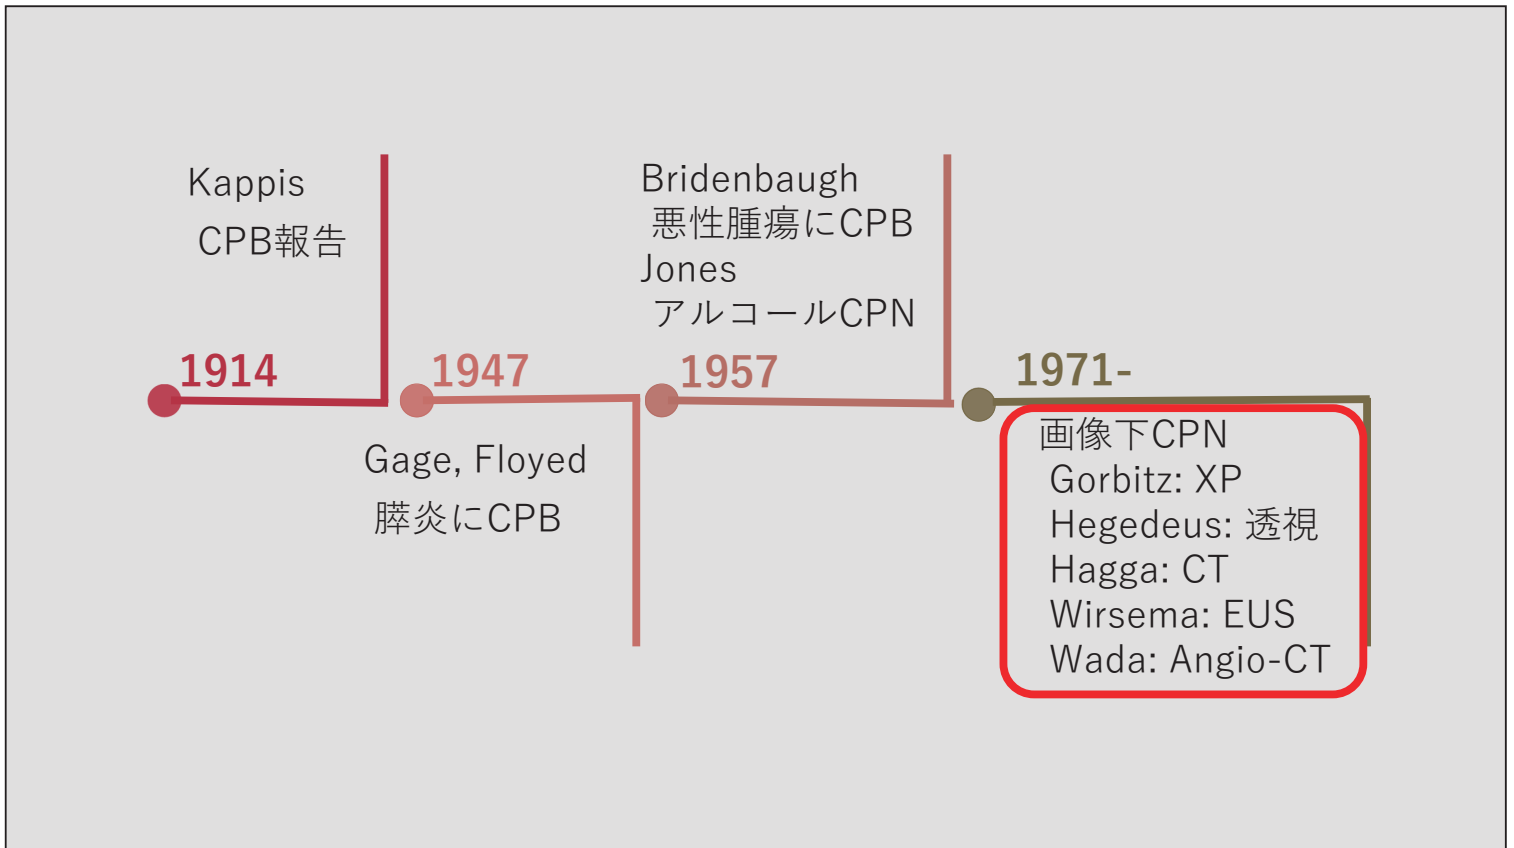 1914
Kappis
CPB報告
1947
Gage, Floyed
膵炎にCPB
1957
Bridenbaugh
悪性腫瘍にCPB
Jones
アルコールCPN
1971-
画像下CPN
Gorbitz: XP
Hegedeus: 透視
Hagga: CT
Wirsema: EUS
Wada: Angio-CT